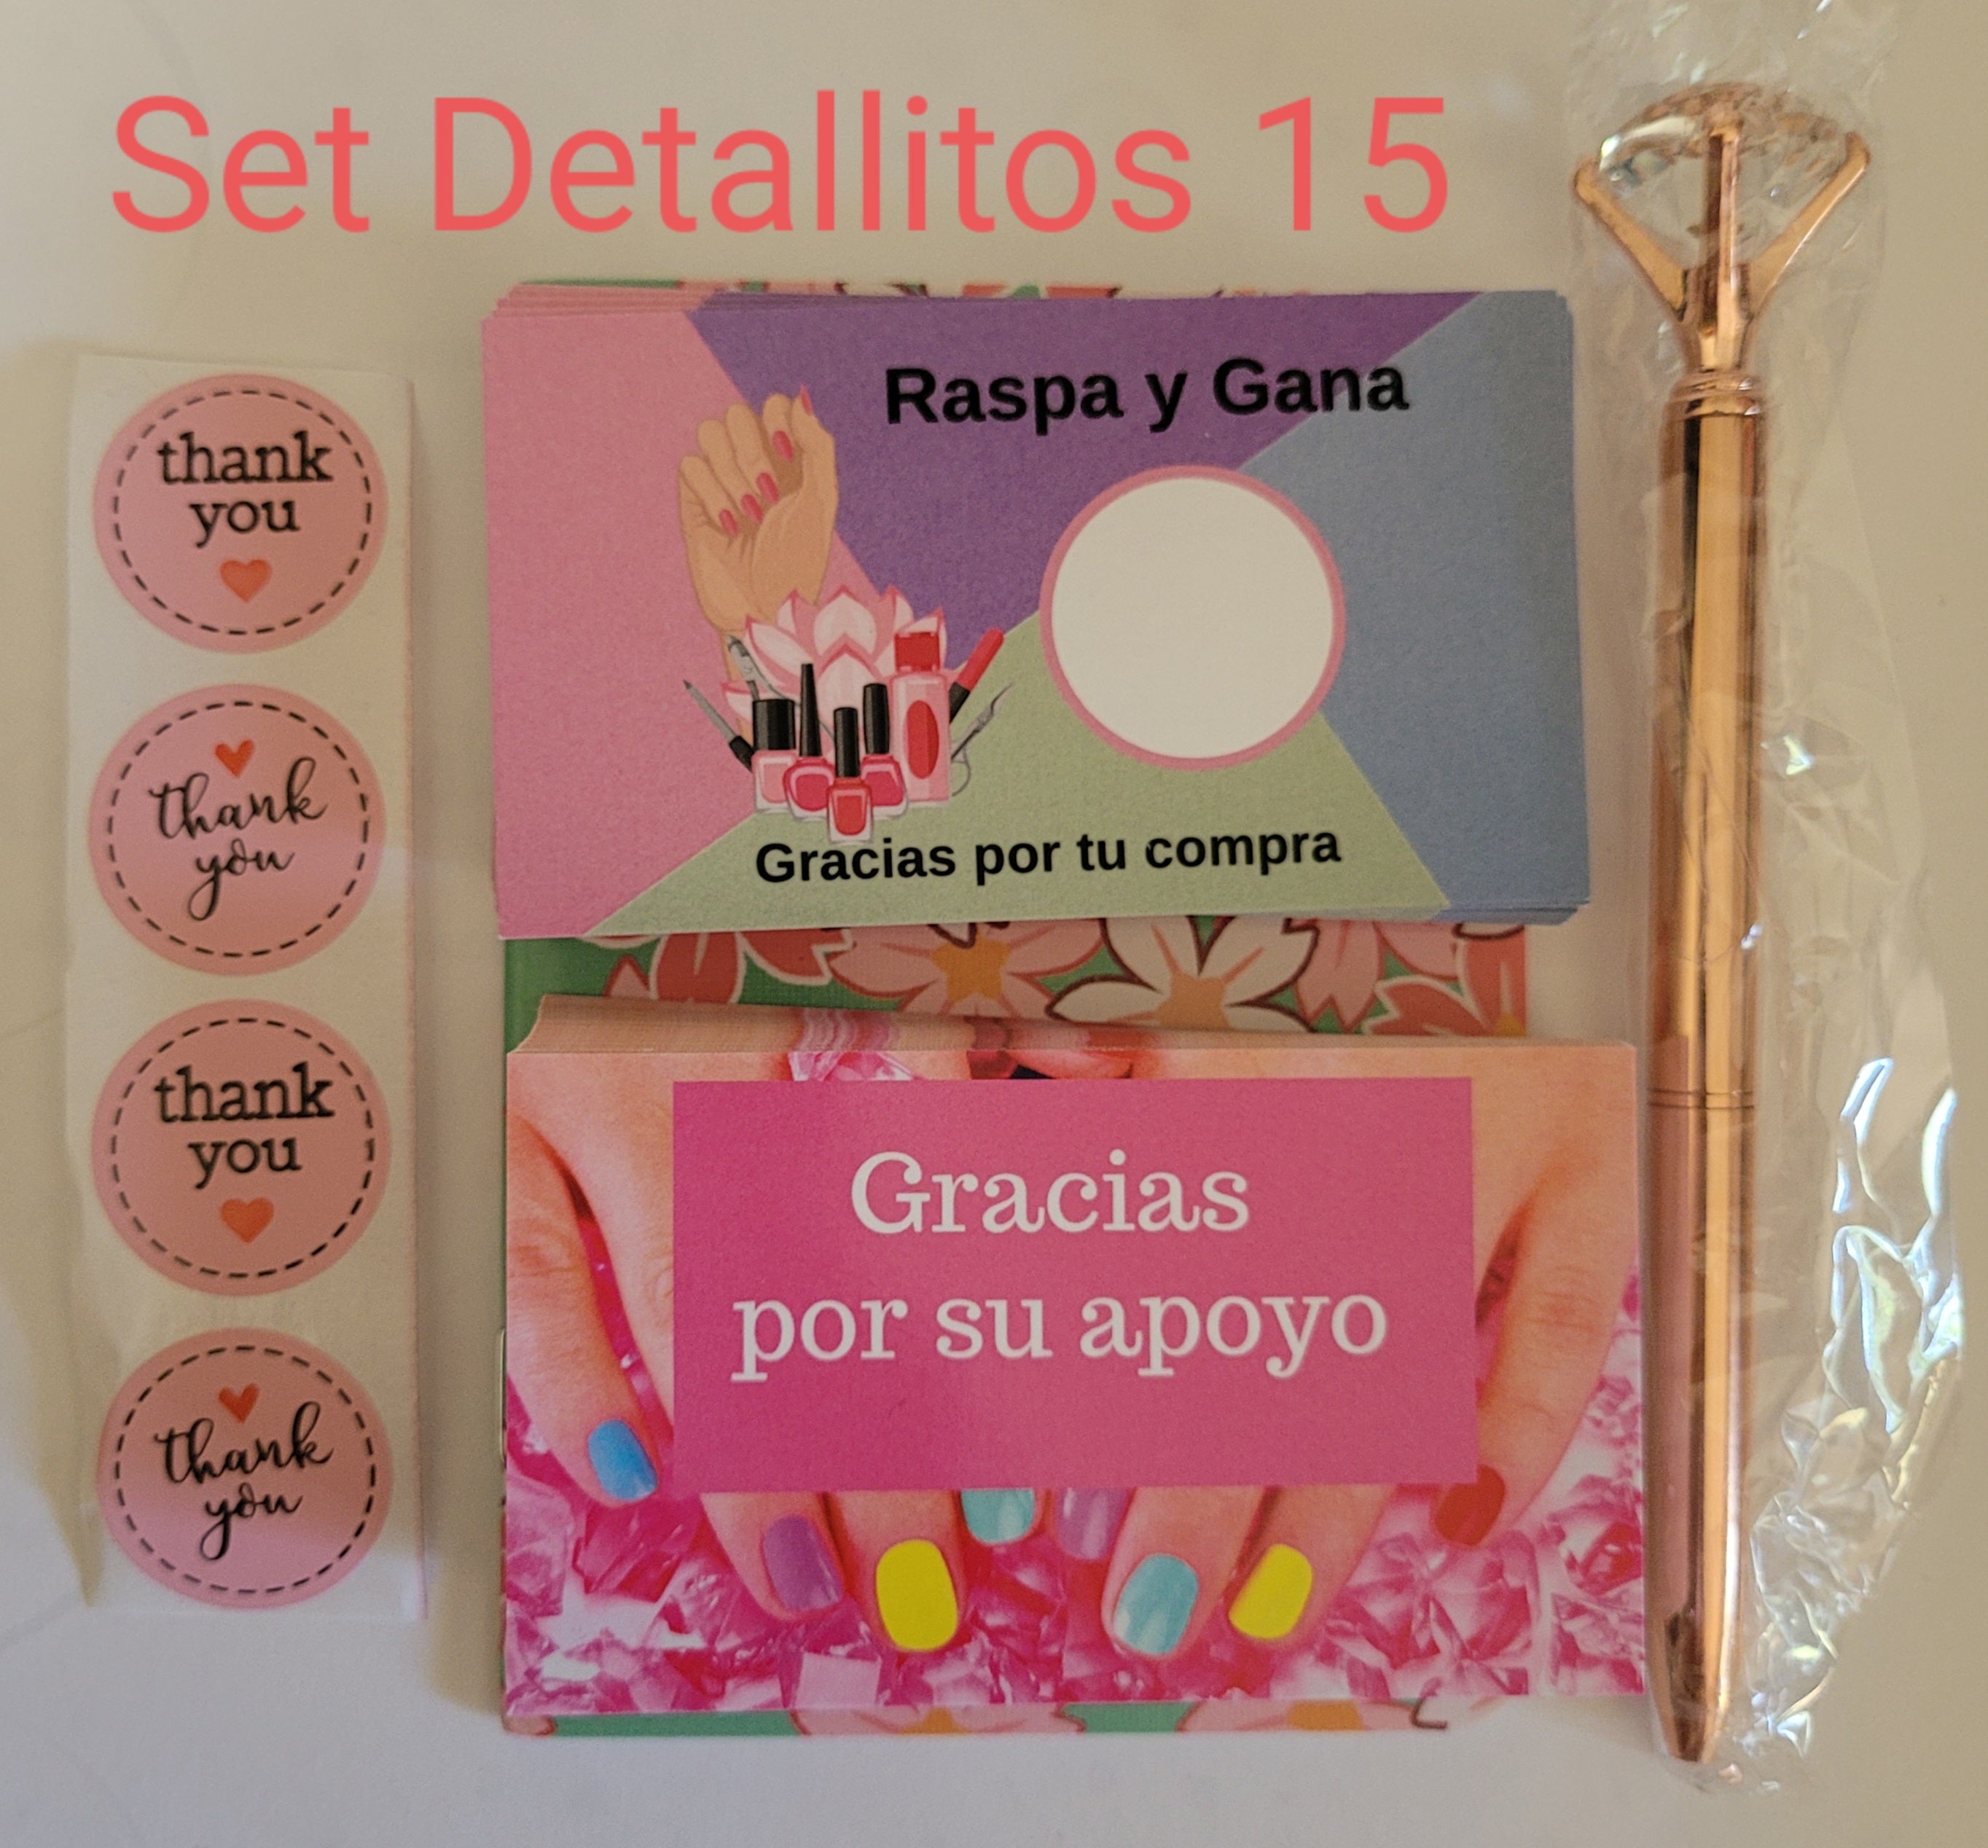 Set Detallitos 15
thank
you
thank
you
thank
you
thank
you
Raspa y Gana
Gracias por tu compra
Gracias
por su apoyo